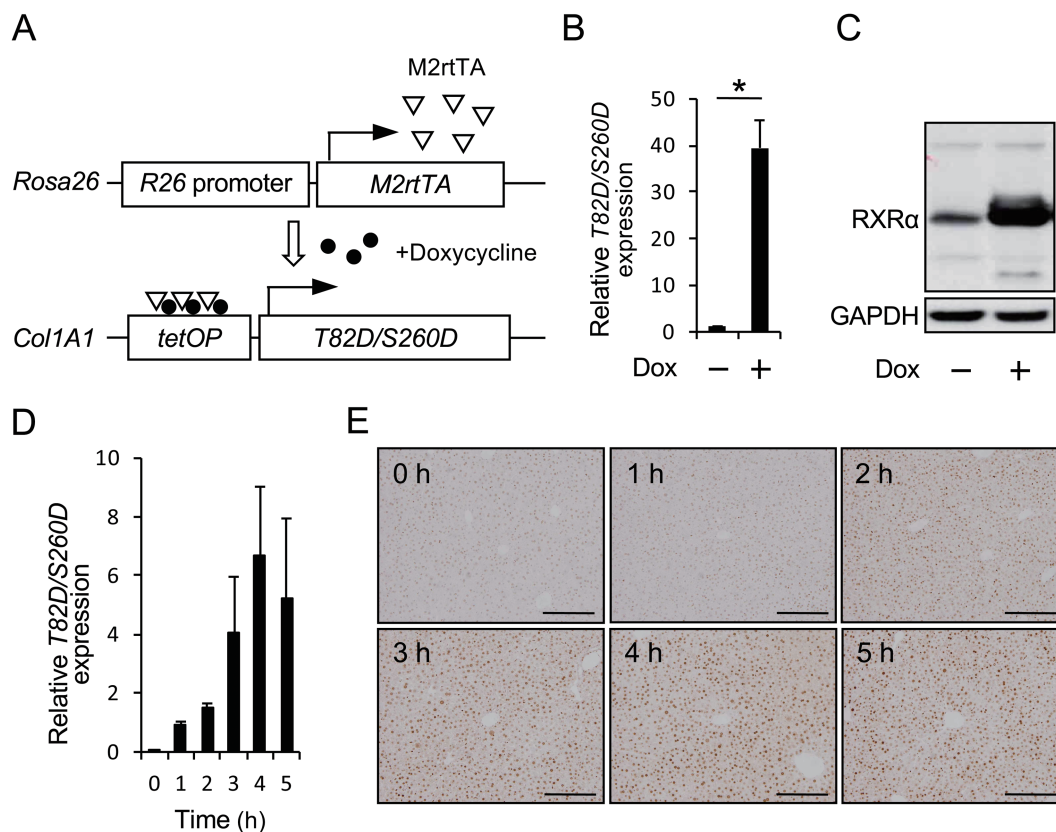 A
M2rtTA
Rosa26
R26 promoter
M2rtTA
+Doxycycline
Col1A1
tetOP
T82D/S260D
B
Relative T82D/S260D
expression
50
40
30
20
10
0
*
Dox
− +
C
RXRα
GAPDH
Dox
− +
D
Relative T82D/S260D
expression
10
8
6
4
2
0
0 1 2 3 4 5
Time (h)
E
0 h
1 h
2 h
3 h
4 h
5 h